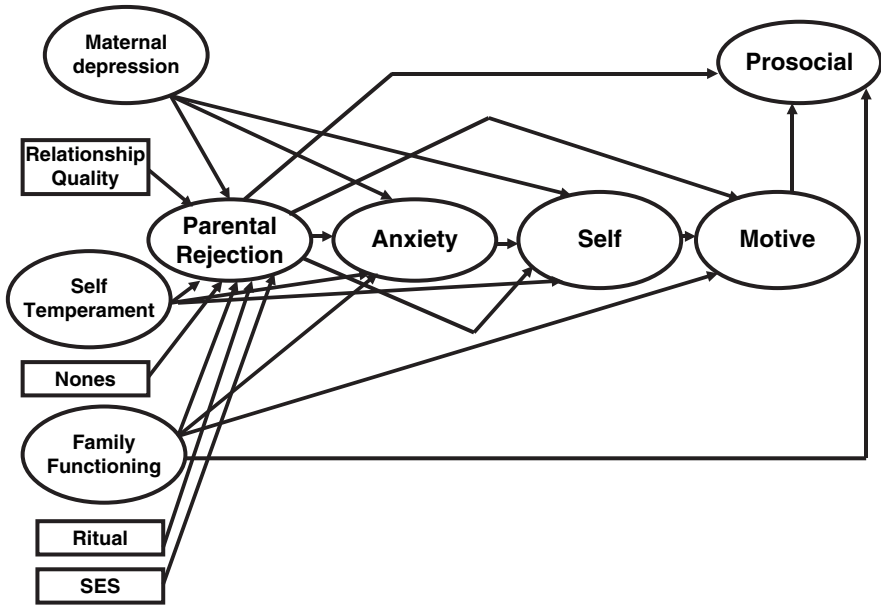 Maternal
depression
Prosocial
Relationship
Quality
Parental
Rejection
Anxiety
Self
Motive
Self
Temperament
Nones
Family
Functioning
Ritual
SES